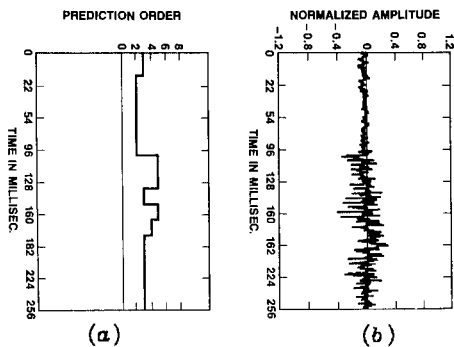 PREDICTION ORDER
0 2 4 6 8
0
22
54
96
128
160
182
224
256
TIME IN MILLISEC.
(a)
NORMALIZED AMPLITUDE
-1.2 -0.8 -0.4 0 0.4 0.8 1.2
0
22
54
96
128
160
162
224
256
TIME IN MILLISEC.
(b)